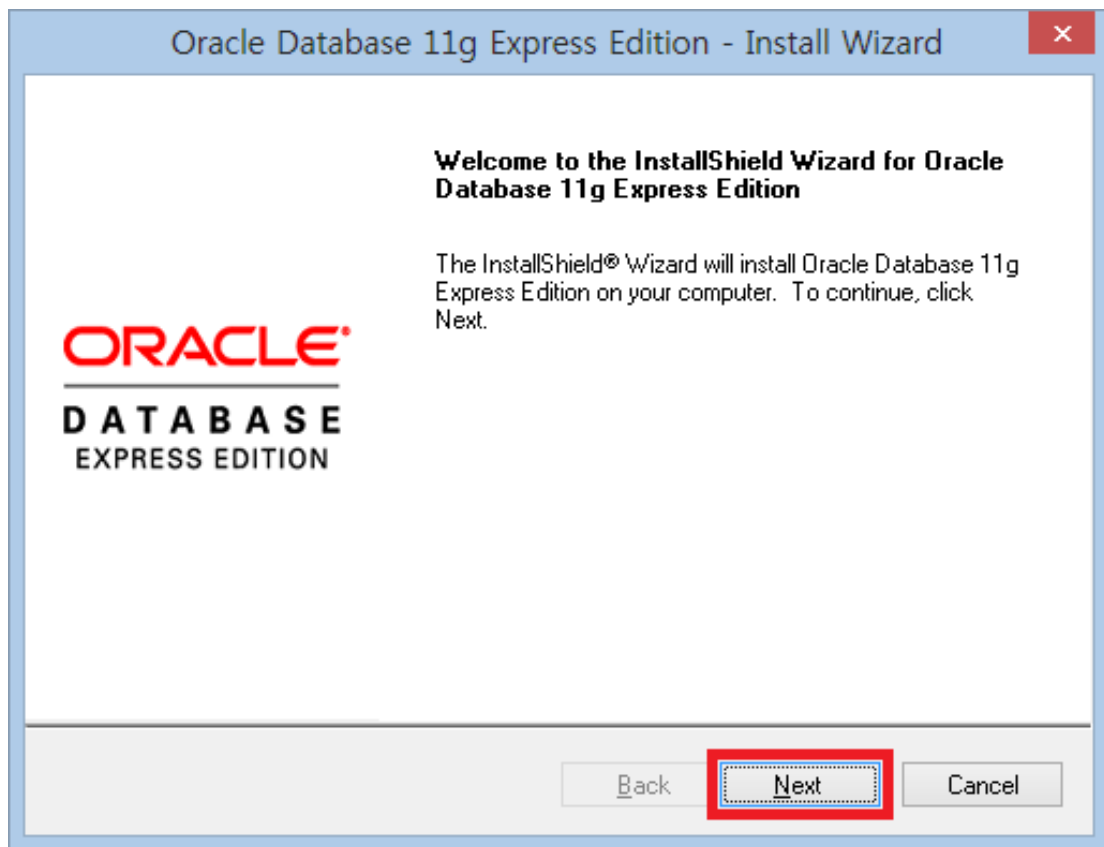 Oracle Database 11g Express Edition - Install Wizard
Welcome to the InstallShield Wizard for Oracle
Database 11g Express Edition
The InstallShield® Wizard will install Oracle Database 11g
Express Edition on your computer. To continue, click
Next.
ORACLE®
DATABASE
EXPRESS EDITION
Back
Next
Cancel